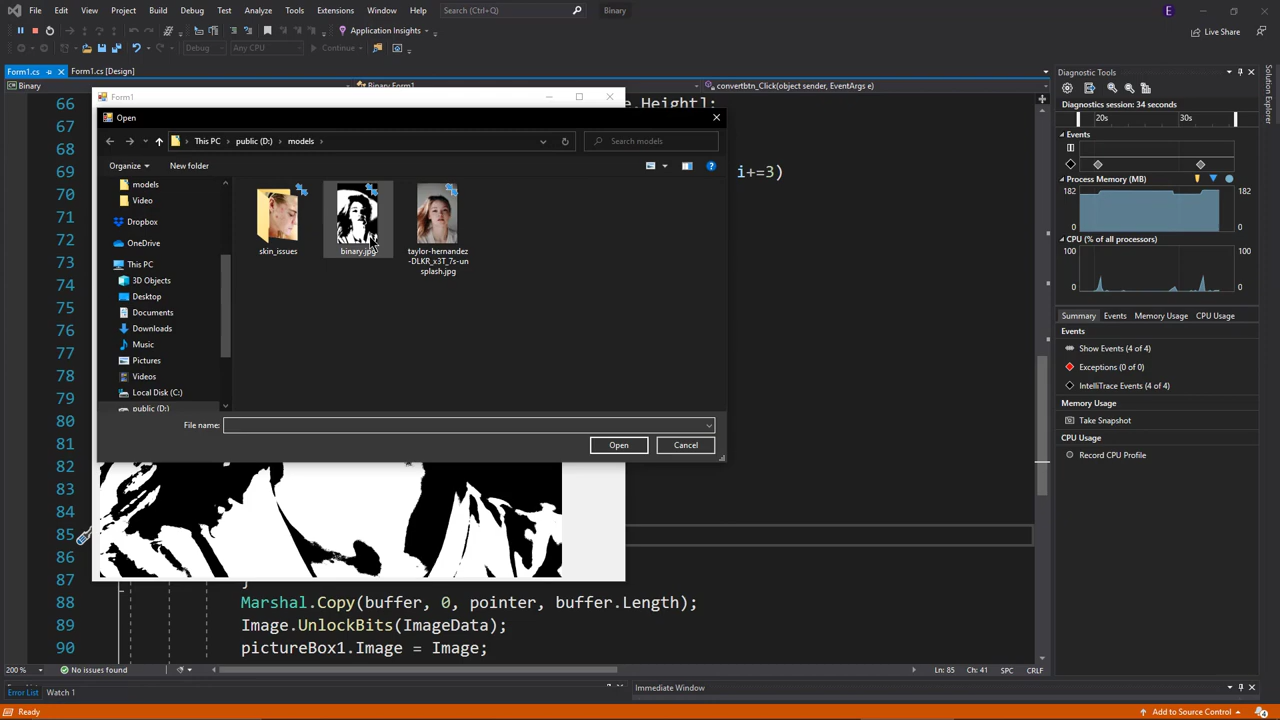 File Edit View Project Build Debug Test Analyze Tools Extensions Window Help Search (Ctrl+Q) Binary E
Application Insights Live Share
Debug Any CPU Continue
Form1.cs Form1.cs [Design]
Binary Binary.Form1 convertbtn_Click(object sender, EventArgs e)
66
67
68
69 i+=3)
70
71
72
73
74
75
76
77
78
79
80
81
82
83
84
85
86
87 }
88 Marshal.Copy(buffer, 0, pointer, buffer.Length);
89 Image.UnlockBits(ImageData);
90 pictureBox1.Image = Image;
Form1
.Height];
Open
This PC public (D:) models
Search models
Organize New folder
models
Video
Dropbox
OneDrive
This PC
3D Objects
Desktop
Documents
Downloads
Music
Pictures
Videos
Local Disk (C:)
public (D:)
skin_issues
binary.jpg
taylor-hernandez
-DLKR_x3T_7s-un
splash.jpg
File name:
Open Cancel
Diagnostic Tools
Diagnostics session: 34 seconds
20s 30s
Events
Process Memory (MB)
182 182
0 0
CPU (% of all processors)
100 100
0 0
Summary Events Memory Usage CPU Usage
Events
Show Events (4 of 4)
Exceptions (0 of 0)
IntelliTrace Events (4 of 4)
Memory Usage
Take Snapshot
CPU Usage
Record CPU Profile
Solution Explorer
200 % No issues found Ln: 85 Ch: 41 SPC CRLF
Error List Watch 1 Immediate Window
Ready Add to Source Control 4